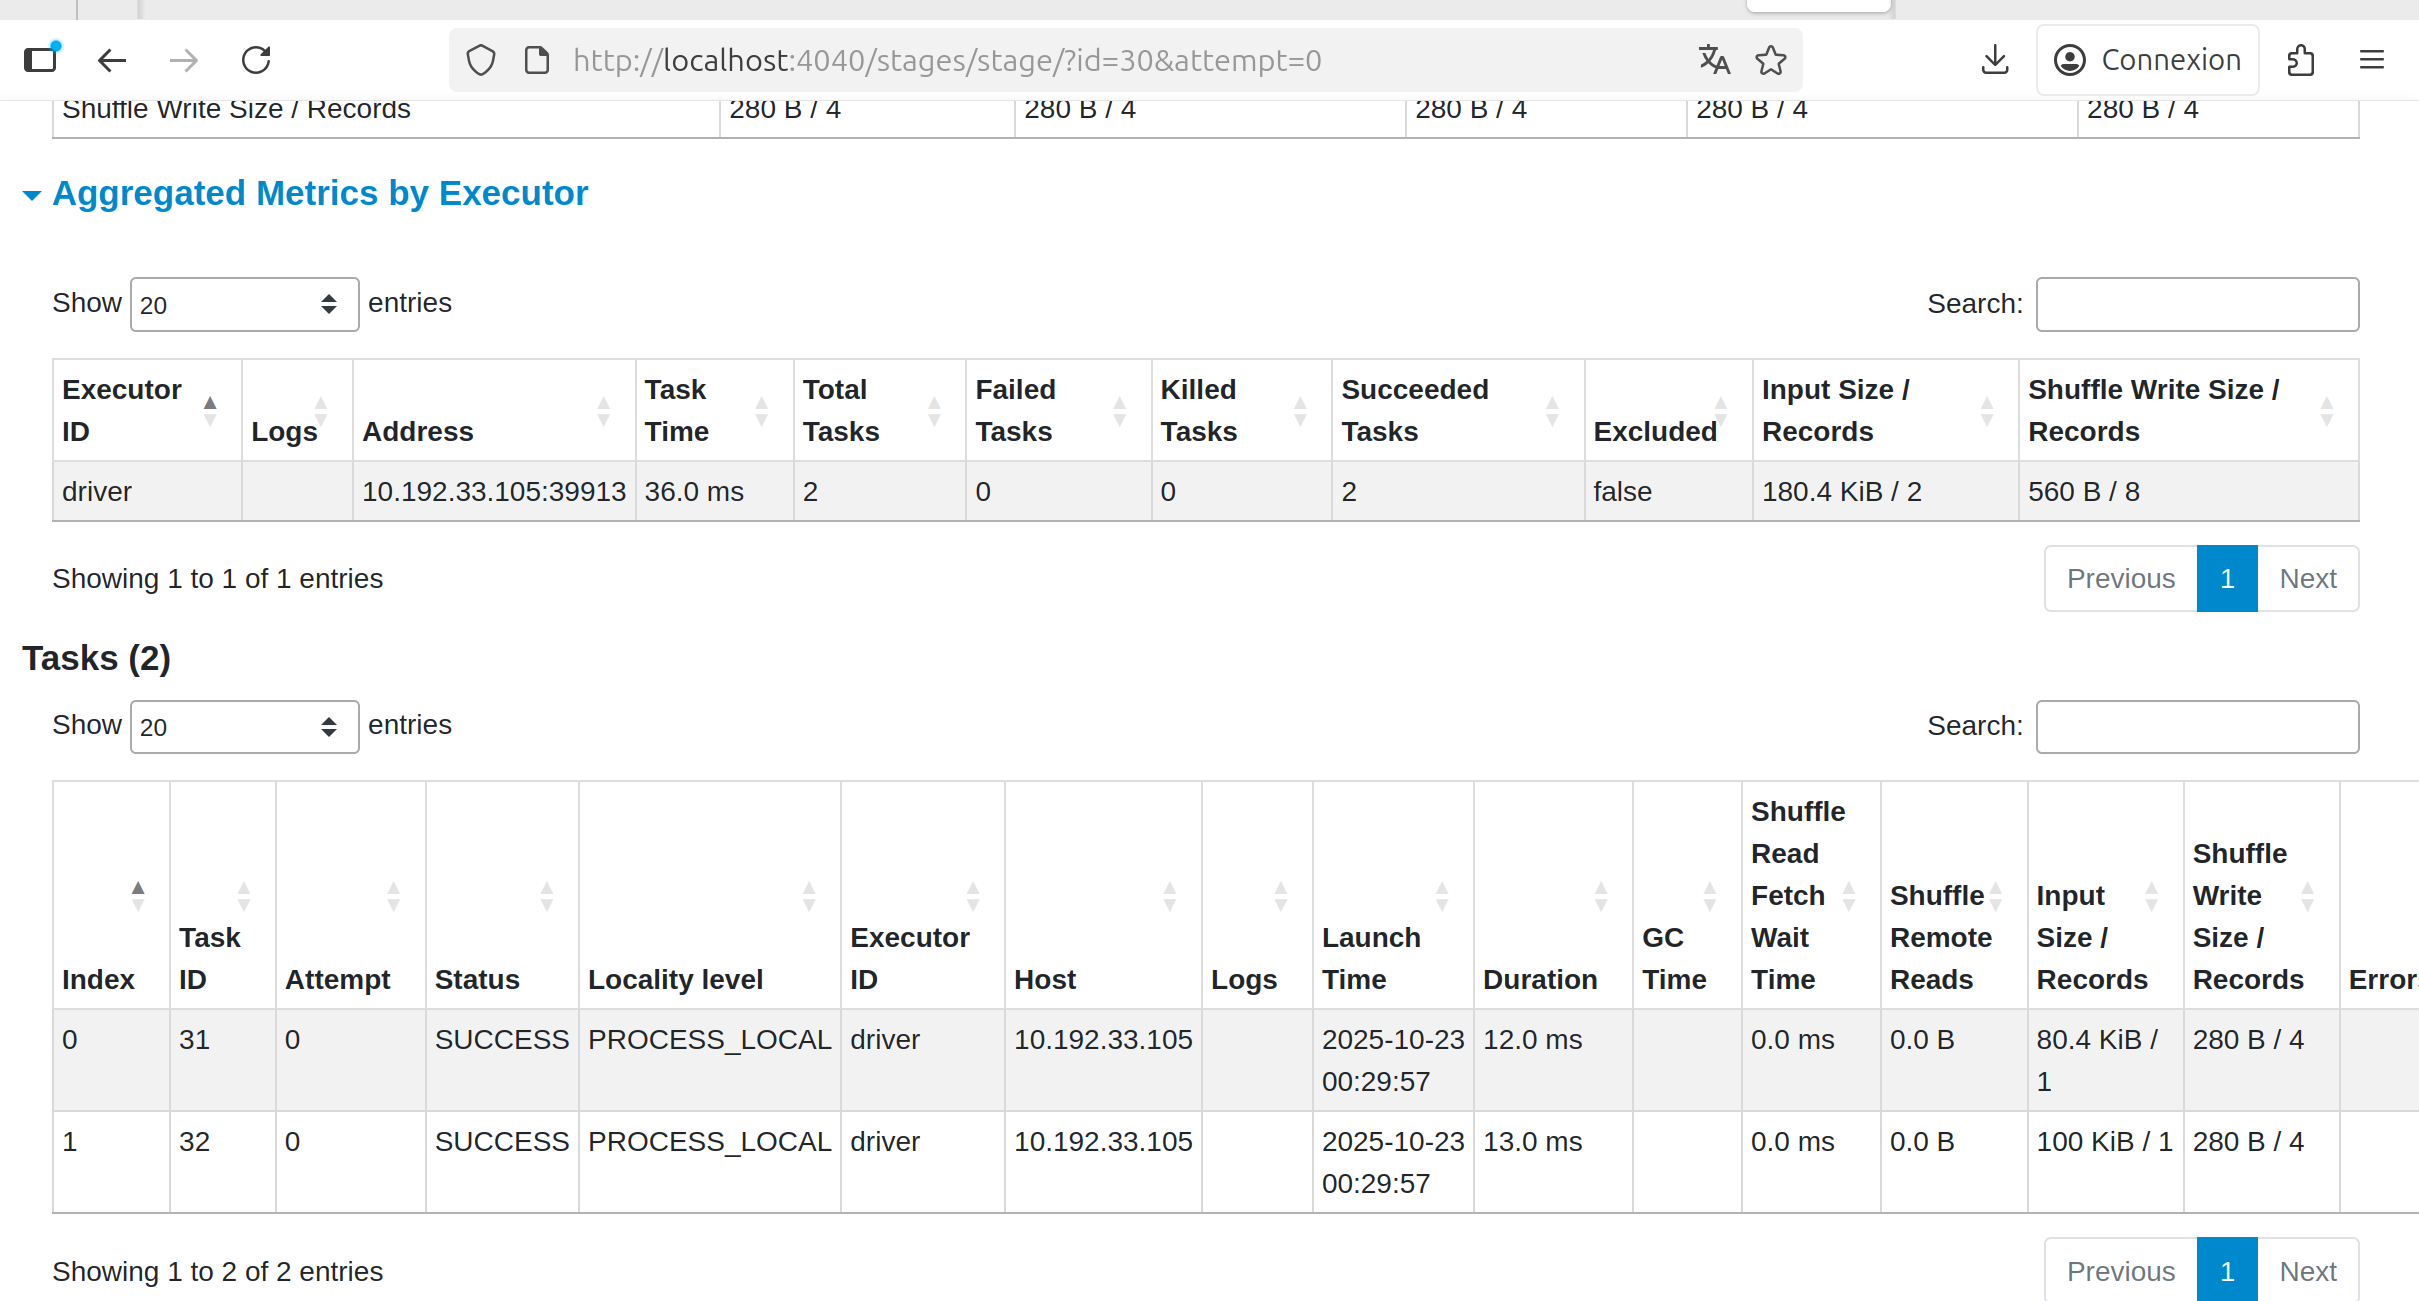 http://localhost:4040/stages/stage/?id=30&attempt=0
Connexion
Shuffle Write Size / Records 280 B / 4 280 B / 4 280 B / 4 280 B / 4 280 B / 4
Aggregated Metrics by Executor
Show 20 entries Search:
Executor ID Logs Address Task Time Total Tasks Failed Tasks Killed Tasks Succeeded Tasks Excluded Input Size / Records Shuffle Write Size / Records
driver 10.192.33.105:39913 36.0 ms 2 0 0 2 false 180.4 KiB / 2 560 B / 8
Showing 1 to 1 of 1 entries Previous 1 Next
Tasks (2)
Show 20 entries Search:
Index Task ID Attempt Status Locality level Executor ID Host Logs Launch Time Duration GC Time Shuffle Read Fetch Wait Time Shuffle Remote Reads Input Size / Records Shuffle Write Size / Records Errors
0 31 0 SUCCESS PROCESS_LOCAL driver 10.192.33.105 2025-10-23 00:29:57 12.0 ms 0.0 ms 0.0 B 80.4 KiB / 1 280 B / 4
1 32 0 SUCCESS PROCESS_LOCAL driver 10.192.33.105 2025-10-23 00:29:57 13.0 ms 0.0 ms 0.0 B 100 KiB / 1 280 B / 4
Showing 1 to 2 of 2 entries Previous 1 Next